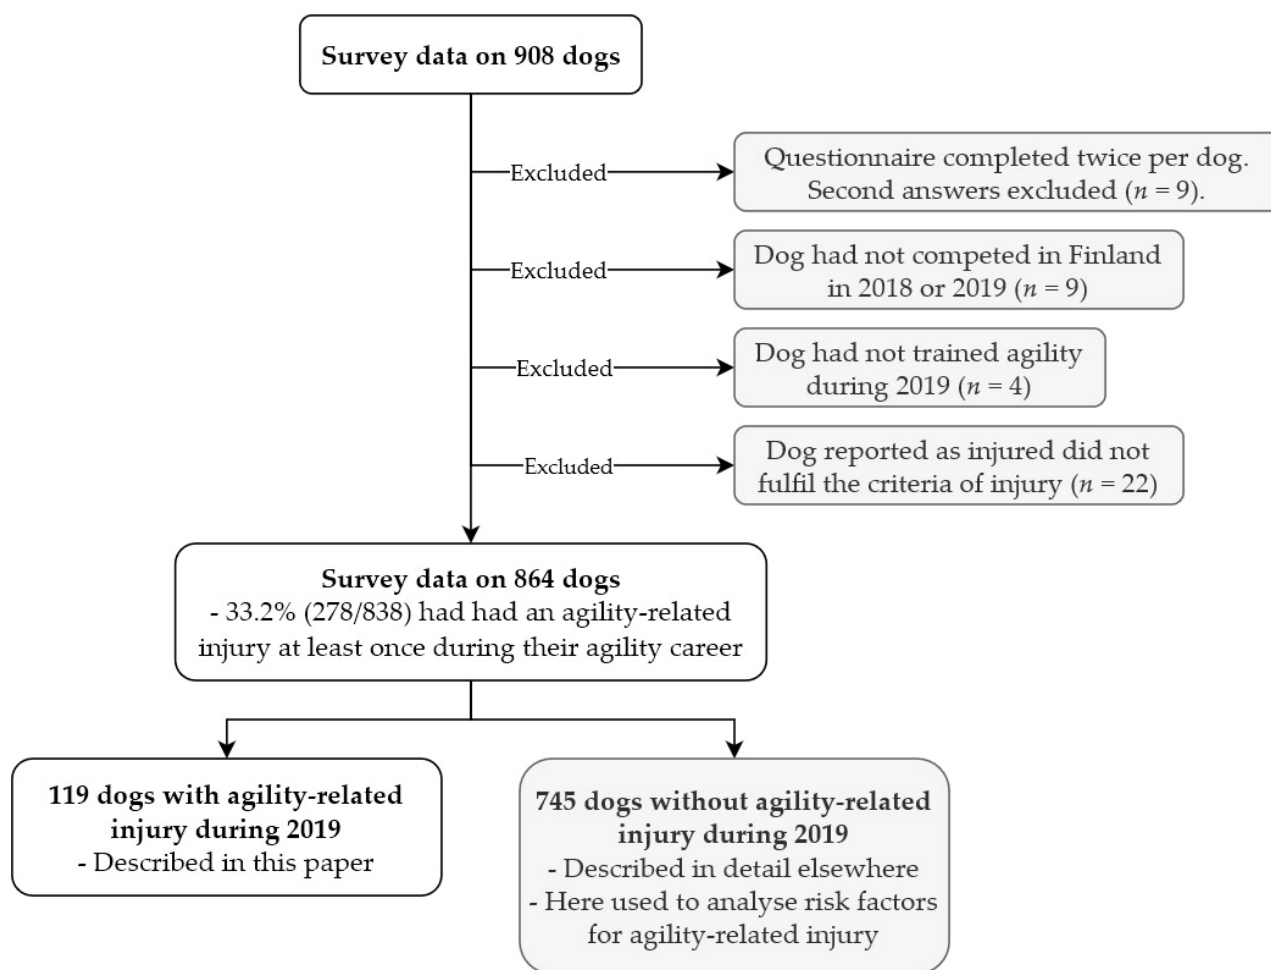 Survey data on 908 dogs
Excluded
Questionnaire completed twice per dog.
Second answers excluded (n = 9).
Excluded
Dog had not competed in Finland
in 2018 or 2019 (n = 9)
Excluded
Dog had not trained agility
during 2019 (n = 4)
Excluded
Dog reported as injured did not
fulfil the criteria of injury (n = 22)
Survey data on 864 dogs
- 33.2% (278/838) had had an agility-related
injury at least once during their agility career
119 dogs with agility-related
injury during 2019
- Described in this paper
745 dogs without agility-related
injury during 2019
- Described in detail elsewhere
- Here used to analyse risk factors
for agility-related injury